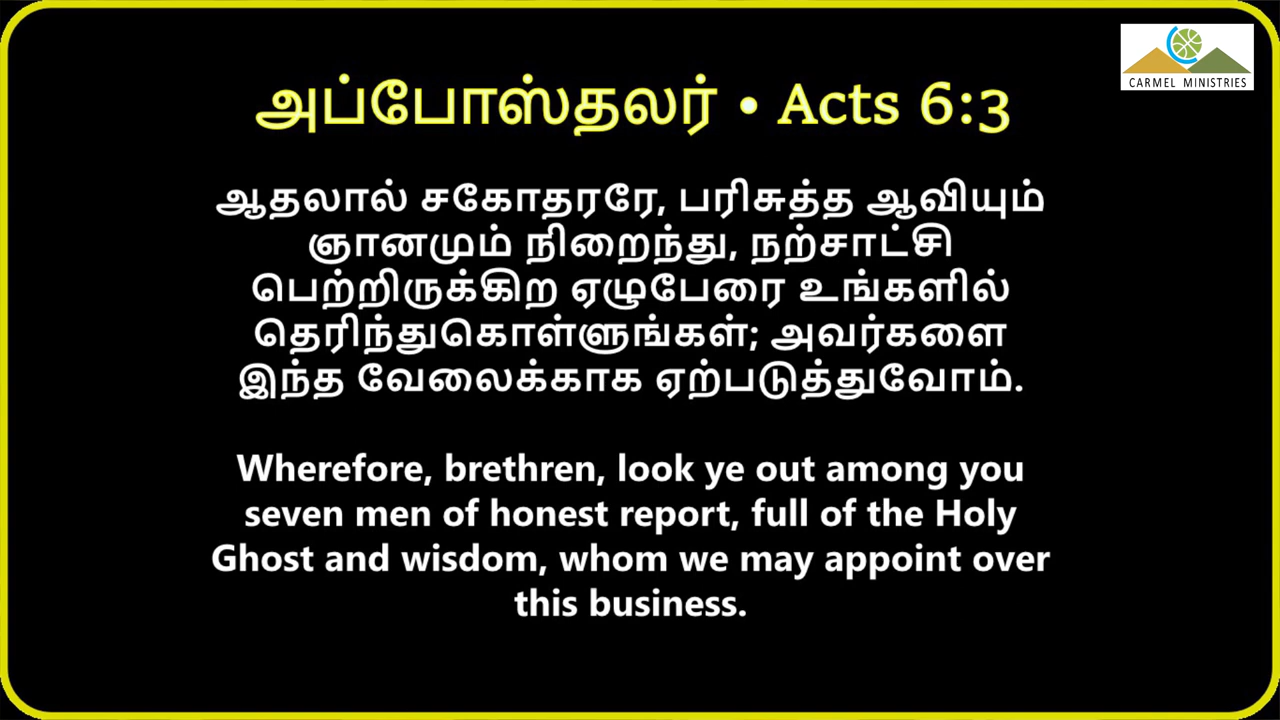 CARMEL MINISTRIES
அப்போஸ்தலர் • Acts 6:3
ஆதலால் சகோதரரே, பரிசுத்த ஆவியும்
ஞானமும் நிறைந்து, நற்சாட்சி
பெற்றிருக்கிற ஏழுபேரை உங்களில்
தெரிந்துகொள்ளுங்கள்; அவர்களை
இந்த வேலைக்காக ஏற்படுத்துவோம்.
Wherefore, brethren, look ye out among you
seven men of honest report, full of the Holy
Ghost and wisdom, whom we may appoint over
this business.